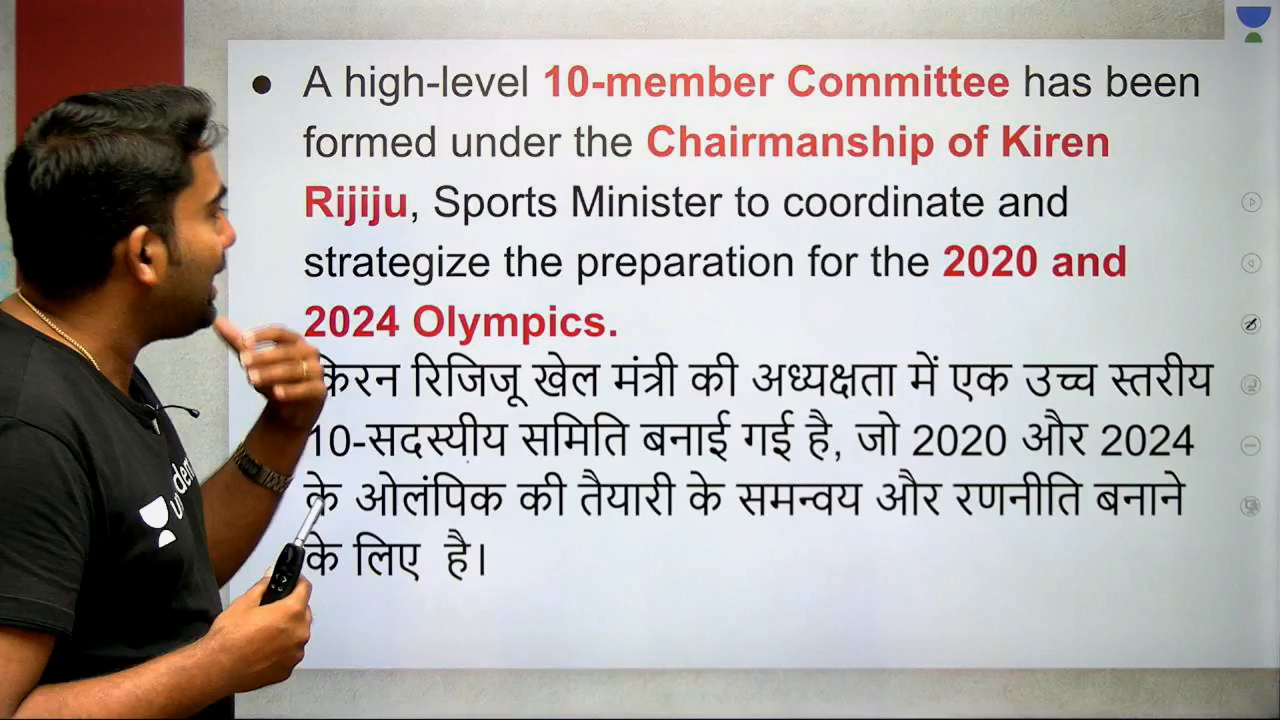 A high-level 10-member Committee has been
formed under the Chairmanship of Kiren
Rijiju, Sports Minister to coordinate and
strategize the preparation for the 2020 and
2024 Olympics.
किरन रिजिजू खेल मंत्री की अध्यक्षता में एक उच्च स्तरीय
10-सदस्यीय समिति बनाई गई है, जो 2020 और 2024
के ओलंपिक की तैयारी के समन्वय और रणनीति बनाने
के लिए है।